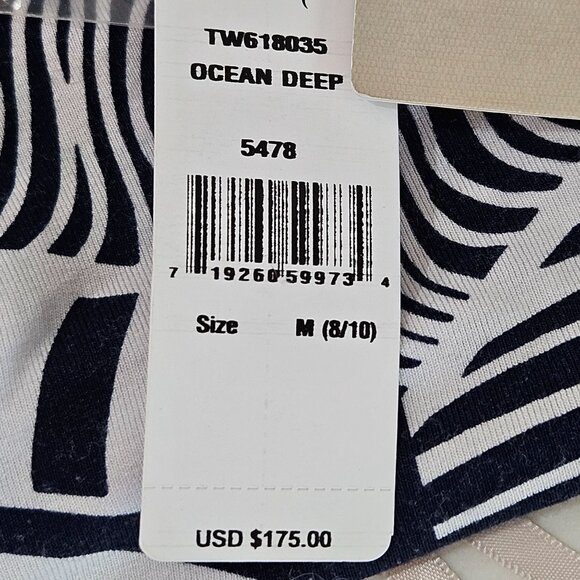 TW618035
OCEAN DEEP
5478
7 19260 59973 4
Size M (8/10)
USD $175.00